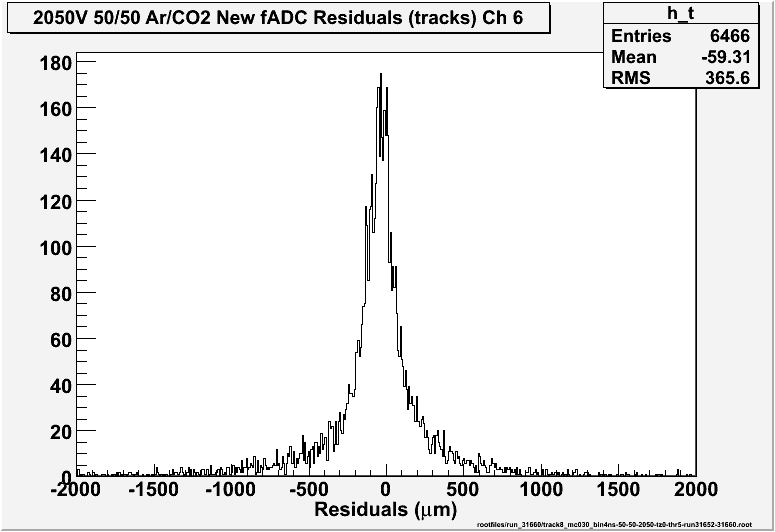 2050V 50/50 Ar/CO2 New fADC Residuals (tracks) Ch 6
h_t
Entries 6466
Mean -59.31
RMS 365.6
180
160
140
120
100
80
60
40
20
0
-2000 -1500 -1000 -500 0 500 1000 1500 2000
Residuals (μm)
rootfiles/run_31660/track8_mc030_bin4ns-50-50-2050-tz0-thr5-run31652-31660.root